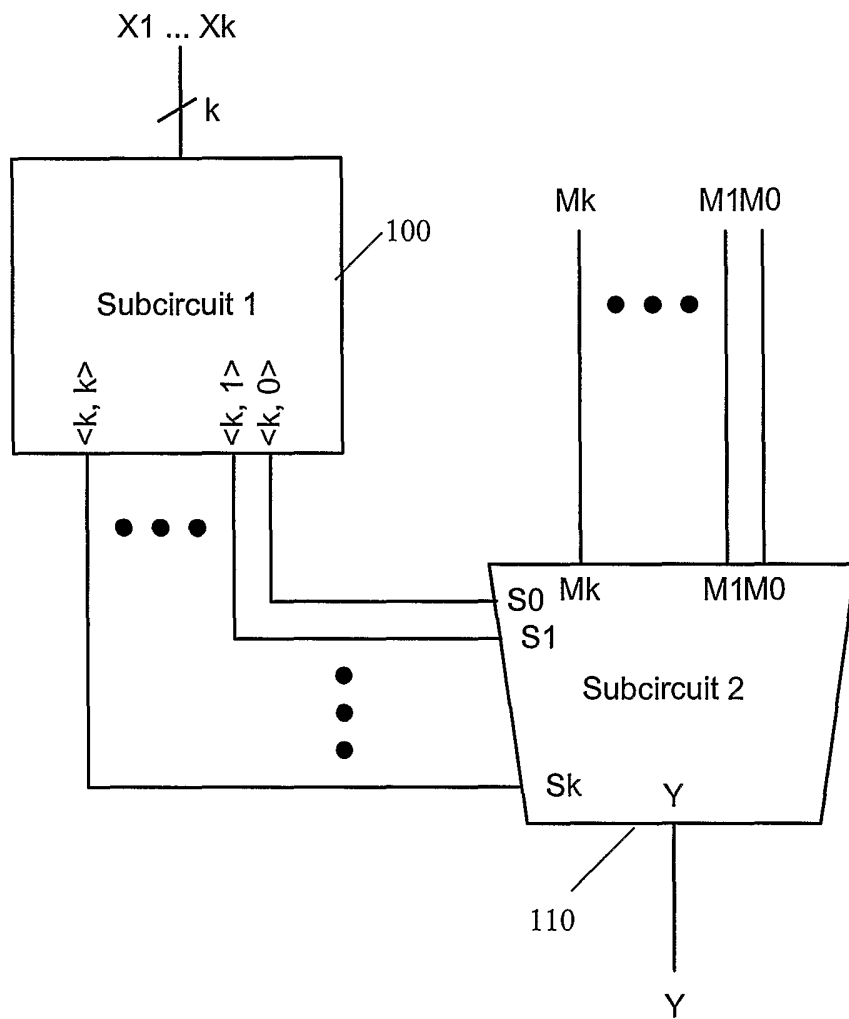 X1 ... Xk
k
Mk M1M0
100
Subcircuit 1
<k, k> <k, 1> <k, 0>
Mk M1M0
S0
S1
Subcircuit 2
Sk Y
110
Y